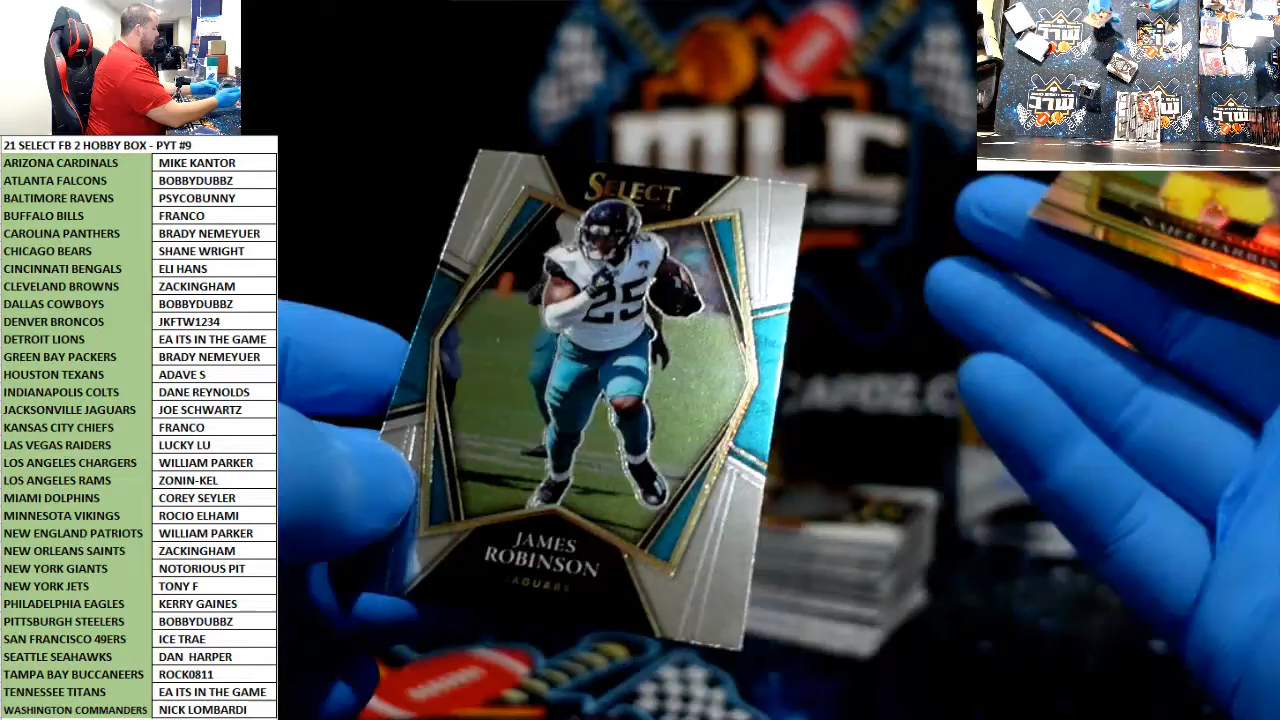 21 SELECT FB 2 HOBBY BOX - PYT #9
ARIZONA CARDINALS MIKE KANTOR
ATLANTA FALCONS BOBBYDUBBZ
BALTIMORE RAVENS PSYCOBUNNY
BUFFALO BILLS FRANCO
CAROLINA PANTHERS BRADY NEMEYUER
CHICAGO BEARS SHANE WRIGHT
CINCINNATI BENGALS ELI HANS
CLEVELAND BROWNS ZACKINGHAM
DALLAS COWBOYS BOBBYDUBBZ
DENVER BRONCOS JKFTW1234
DETROIT LIONS EA ITS IN THE GAME
GREEN BAY PACKERS BRADY NEMEYUER
HOUSTON TEXANS ADAVE S
INDIANAPOLIS COLTS DANE REYNOLDS
JACKSONVILLE JAGUARS JOE SCHWARTZ
KANSAS CITY CHIEFS FRANCO
LAS VEGAS RAIDERS LUCKY LU
LOS ANGELES CHARGERS WILLIAM PARKER
LOS ANGELES RAMS ZONIN-KEL
MIAMI DOLPHINS COREY SEYLER
MINNESOTA VIKINGS ROCIO ELHAMI
NEW ENGLAND PATRIOTS WILLIAM PARKER
NEW ORLEANS SAINTS ZACKINGHAM
NEW YORK GIANTS NOTORIOUS PIT
NEW YORK JETS TONY F
PHILADELPHIA EAGLES KERRY GAINES
PITTSBURGH STEELERS BOBBYDUBBZ
SAN FRANCISCO 49ERS ICE TRAE
SEATTLE SEAHAWKS DAN HARPER
TAMPA BAY BUCCANEERS ROCK0811
TENNESSEE TITANS EA ITS IN THE GAME
WASHINGTON COMMANDERS NICK LOMBARDI
MLC
SELECT
25
JAMES
ROBINSON
JAGUARS
NAJEE HARRIS
MLC
MLC
MLC